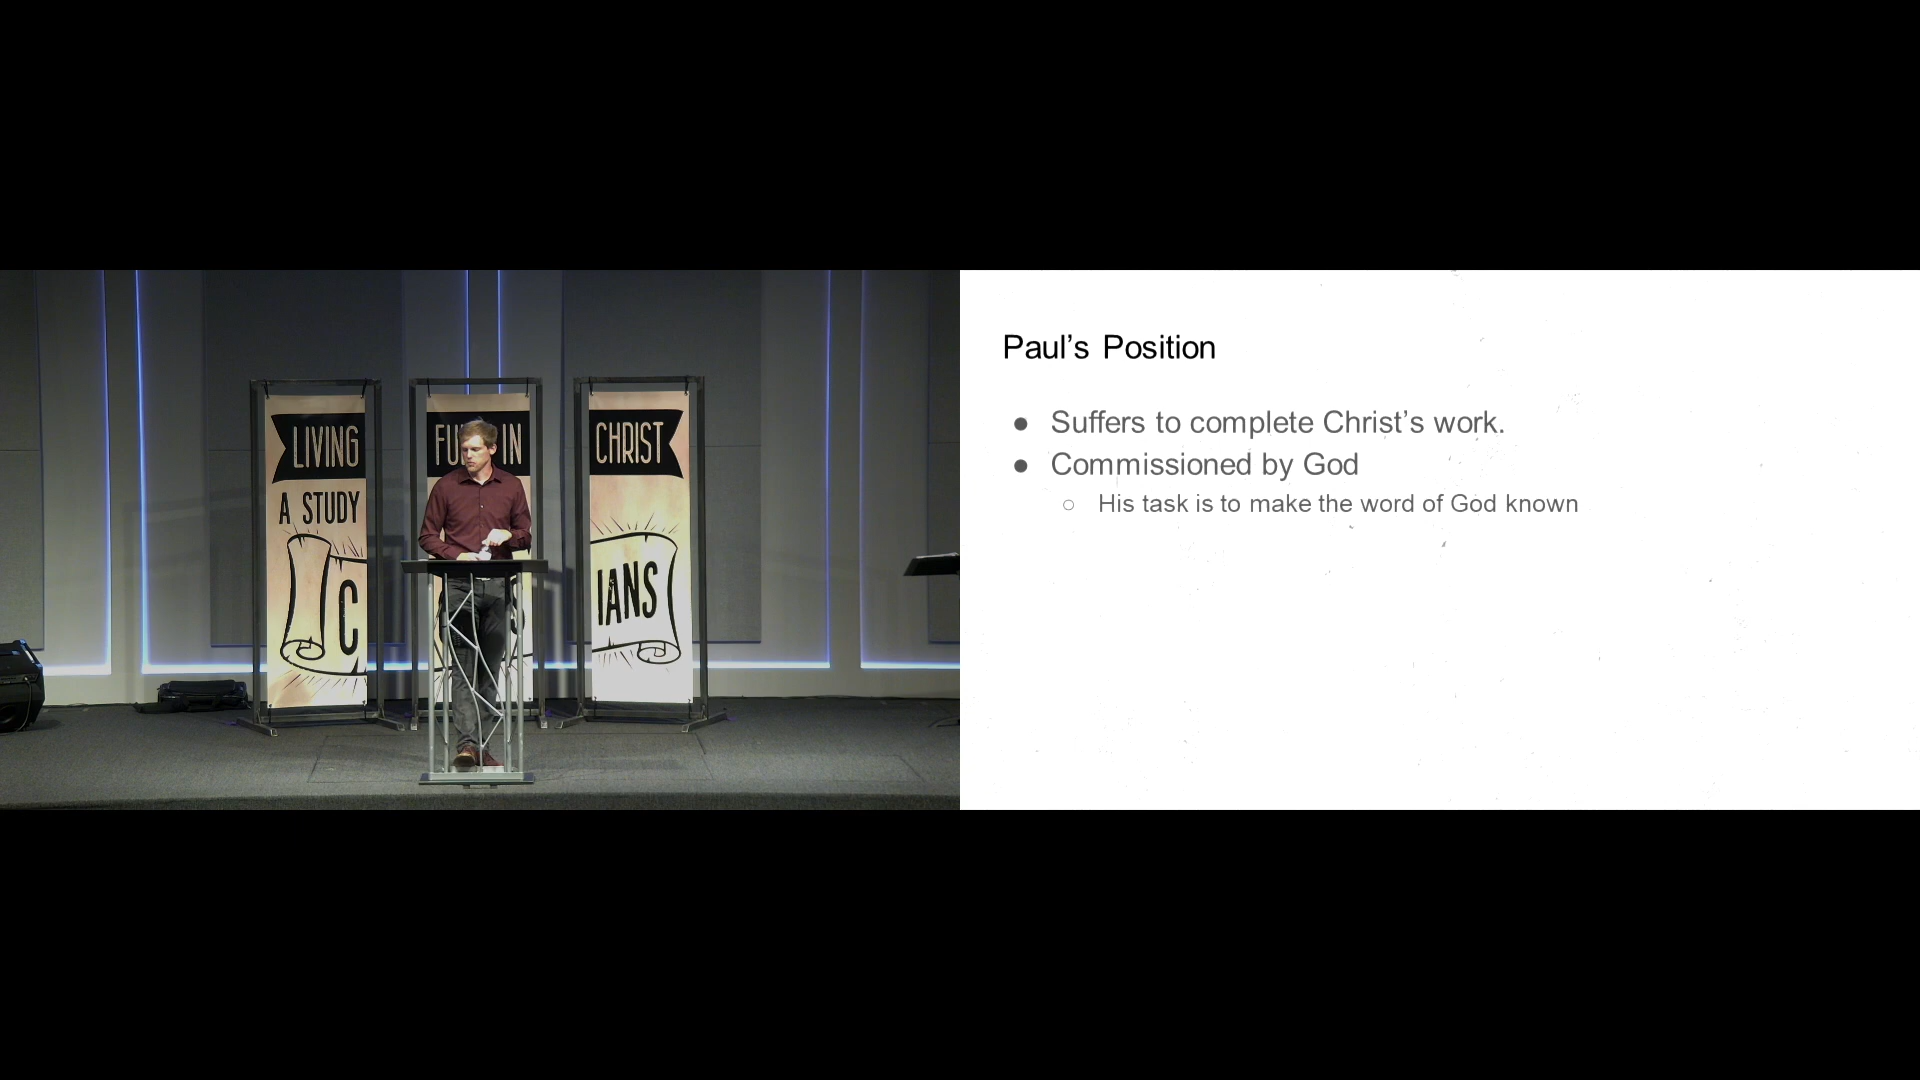 LIVING
FU
IN
CHRIST
A STUDY
C
S
IANS
Paul’s Position
● Suffers to complete Christ’s work.
● Commissioned by God
○ His task is to make the word of God known